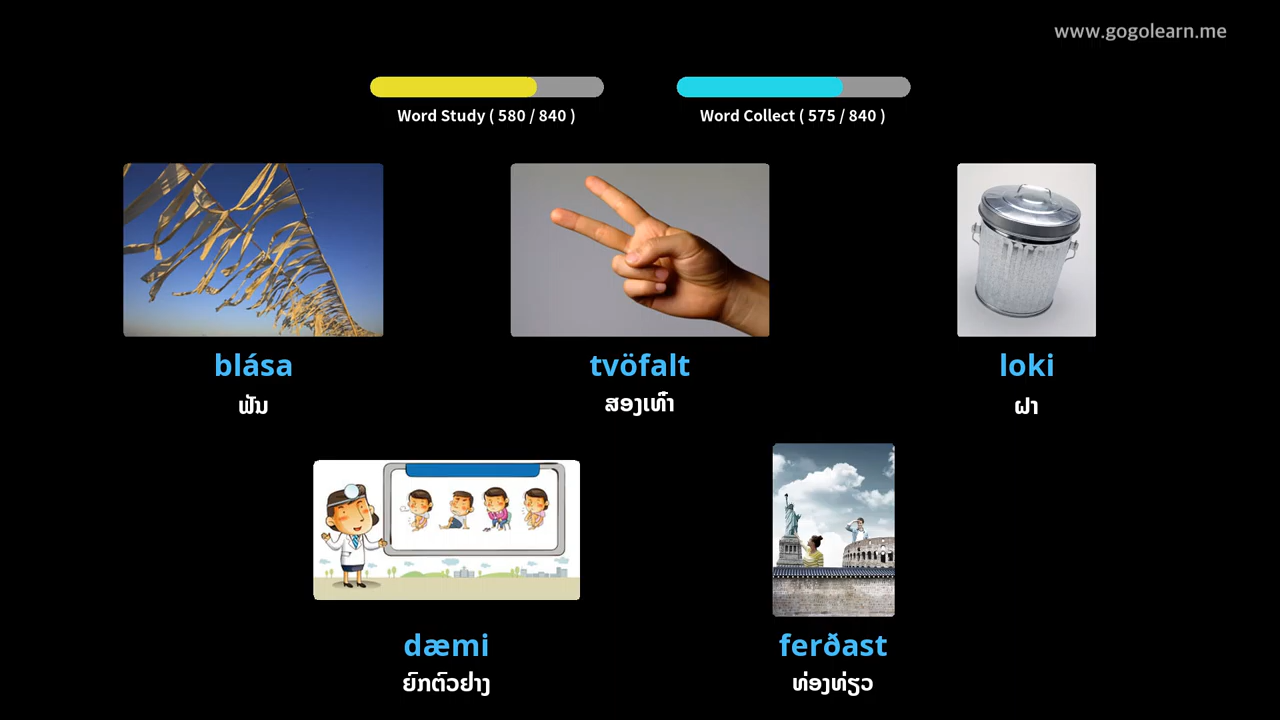 www.gogolearn.me
Word Study ( 580 / 840 )
Word Collect ( 575 / 840 )
blása
ຟັນ
tvöfalt
ສອງເທົ່າ
loki
ຝາ
dæmi
ຍົກຕົວຢ່າງ
ferðast
ທ່ອງທ່ຽວ